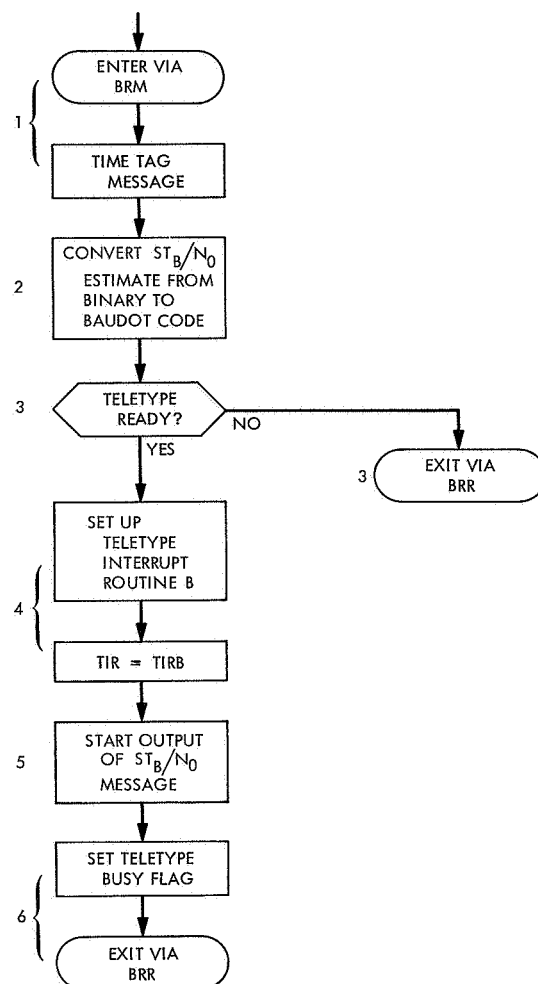 ENTER VIA
BRM
1
TIME TAG
MESSAGE
CONVERT ST_B/N_0
ESTIMATE FROM
BINARY TO
BAUDOT CODE
2
3
TELETYPE
READY?
NO
YES
3
EXIT VIA
BRR
SET UP
TELETYPE
INTERRUPT
ROUTINE B
4
TIR = TIRB
START OUTPUT
OF ST_B/N_0
MESSAGE
5
SET TELETYPE
BUSY FLAG
6
EXIT VIA
BRR